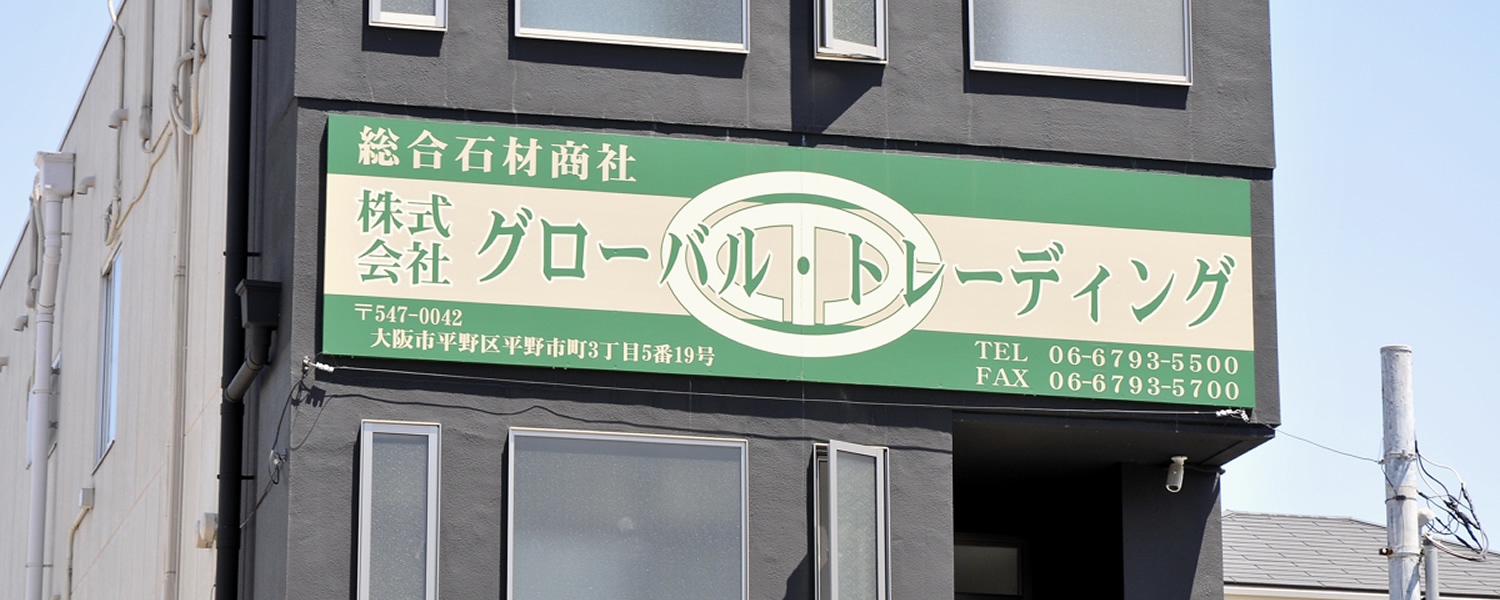 総合石材商社
株式会社 グローバル・トレーディング
〒547-0042
大阪市平野区平野市町3丁目5番19号
TEL 06-6793-5500
FAX 06-6793-5700